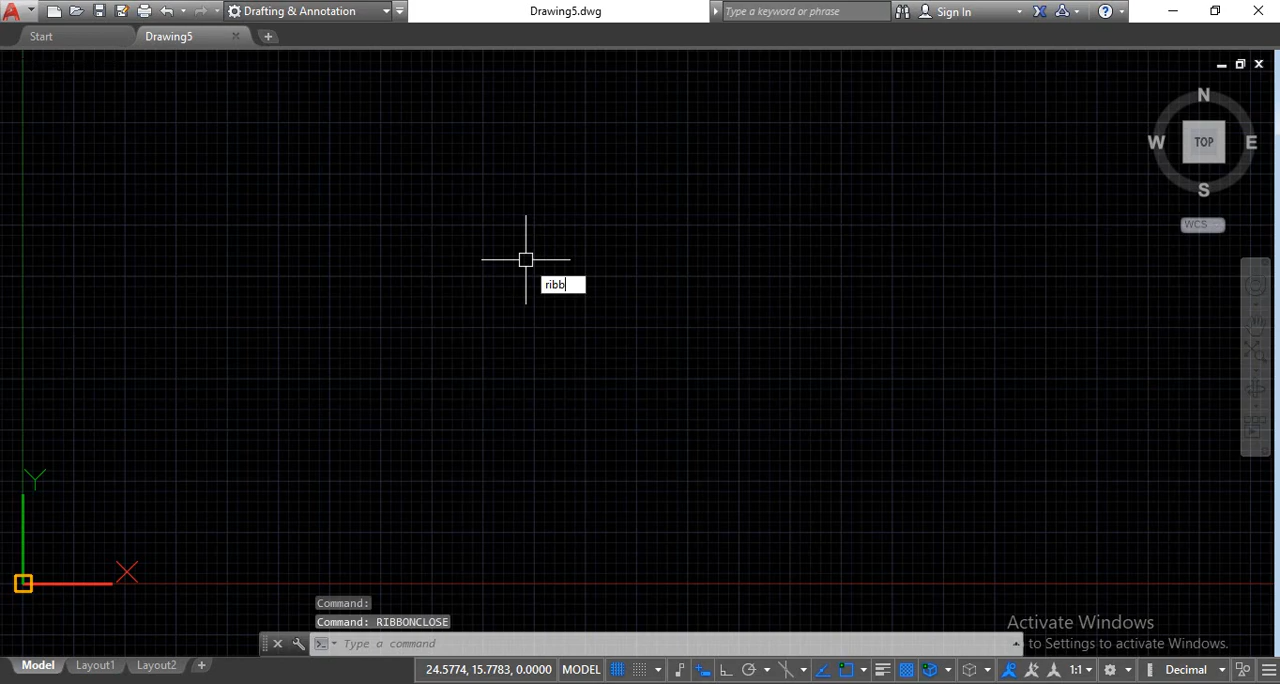 Drafting & Annotation
Drawing5.dwg
Type a keyword or phrase
Sign In
Start
Drawing5
N
W
TOP
E
S
WCS
ribb
Y
X
Command:
Command: RIBBONCLOSE
Type a command
Activate Windows
to Settings to activate Windows.
Model
Layout1
Layout2
24.5774, 15.7783, 0.0000
MODEL
1:1
Decimal